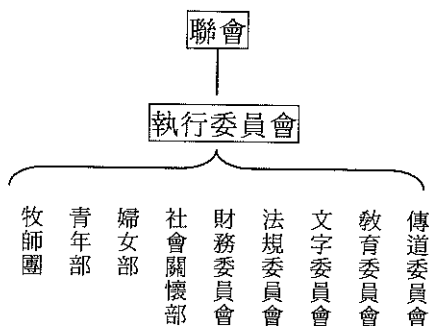 聯會
執行委員會
牧師團
青年部
婦女部
社會關懷部
財務委員會
法規委員會
文字委員會
教育委員會
傳道委員會